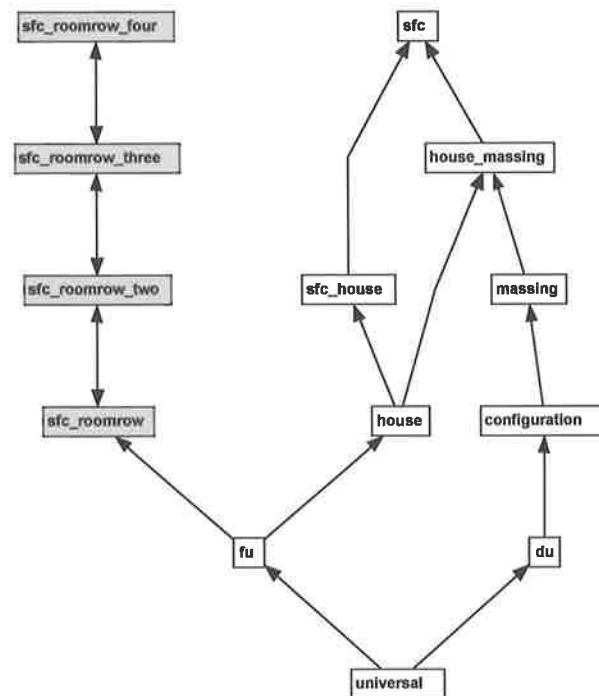 sfc_roomrow_four
sfc
sfc_roomrow_three
house_massing
sfc_roomrow_two
sfc_house
massing
sfc_roomrow
house
configuration
fu
du
universal